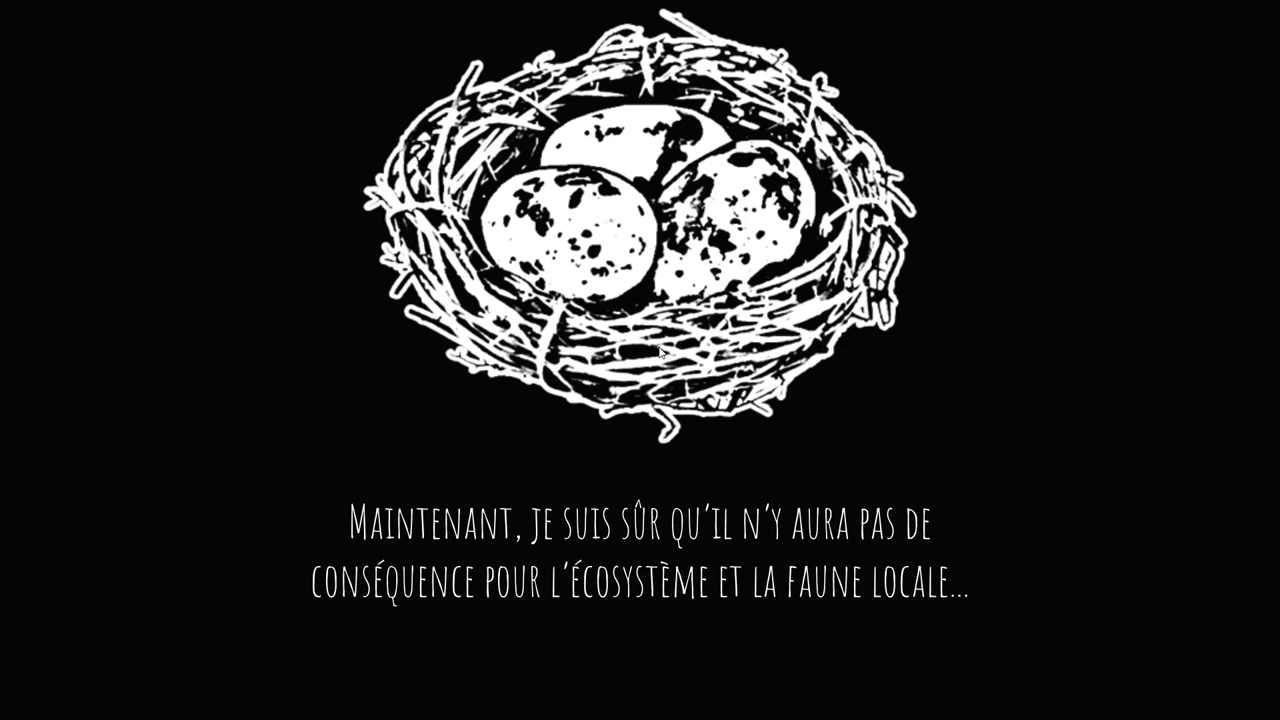 Maintenant, je suis sûr qu'il n'y aura pas de
conséquence pour l'écosystème et la faune locale...